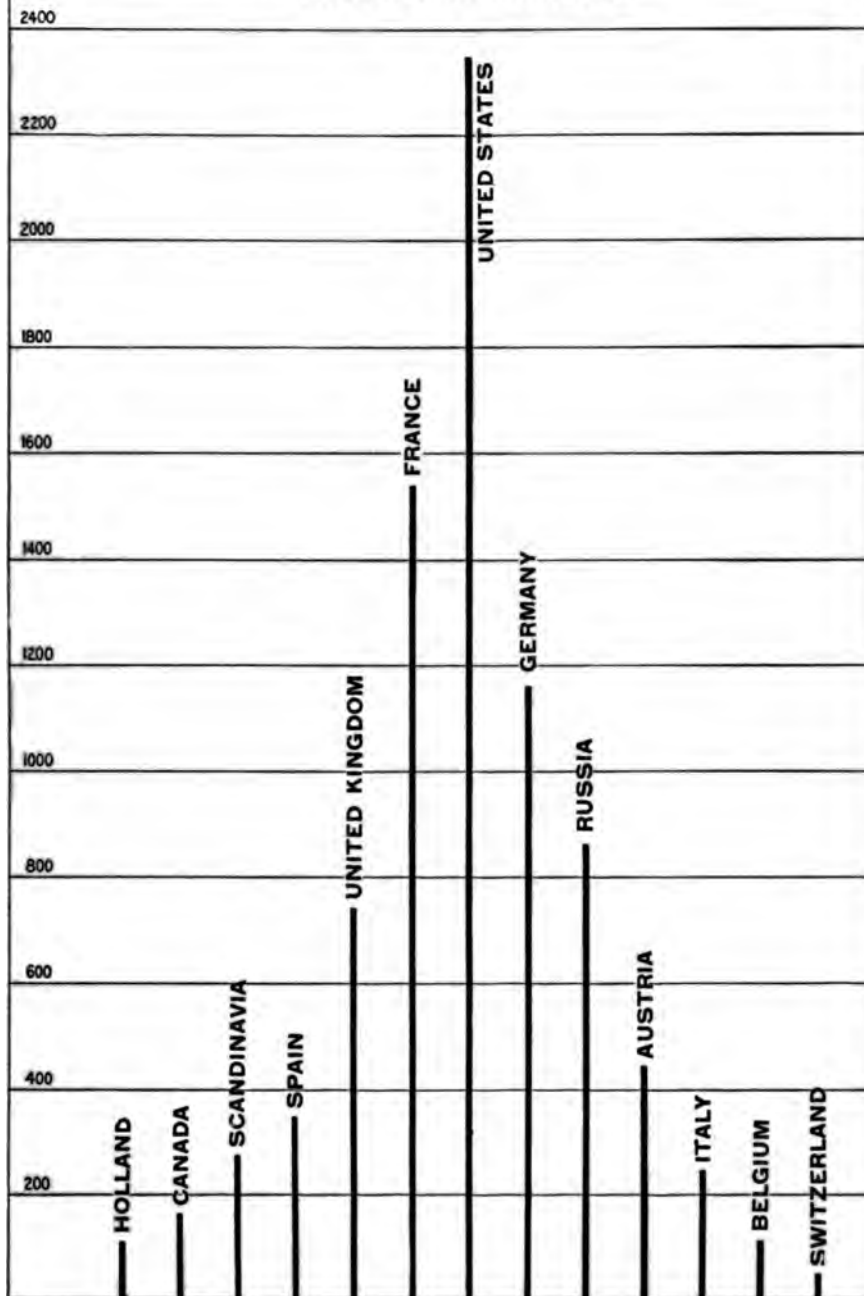 2400
2200
2000
1800
1600
1400
1200
1000
800
600
400
200
HOLLAND
CANADA
SCANDINAVIA
SPAIN
UNITED KINGDOM
FRANCE
UNITED STATES
GERMANY
RUSSIA
AUSTRIA
ITALY
BELGIUM
SWITZERLAND